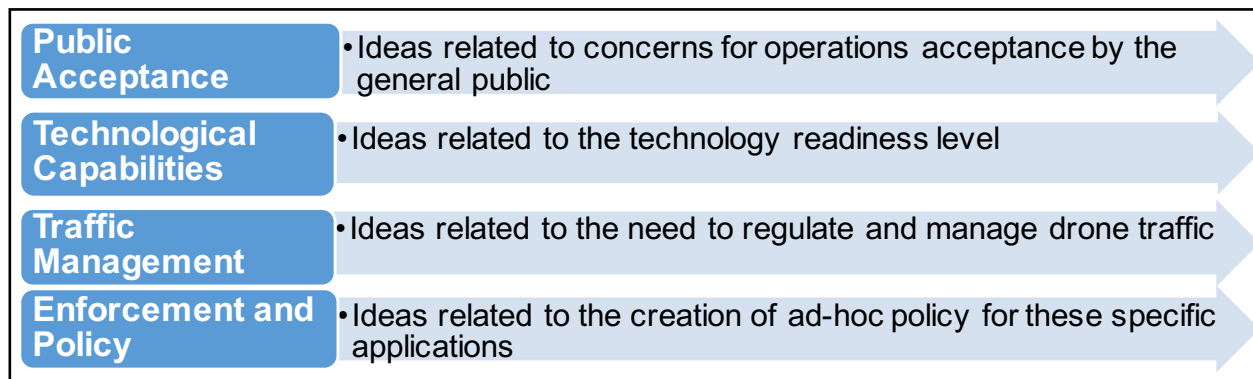 Public
Acceptance
•Ideas related to concerns for operations acceptance by the
general public
Technological
Capabilities
•Ideas related to the technology readiness level
Traffic
Management
•Ideas related to the need to regulate and manage drone traffic
Enforcement and
Policy
•Ideas related to the creation of ad-hoc policy for these specific
applications